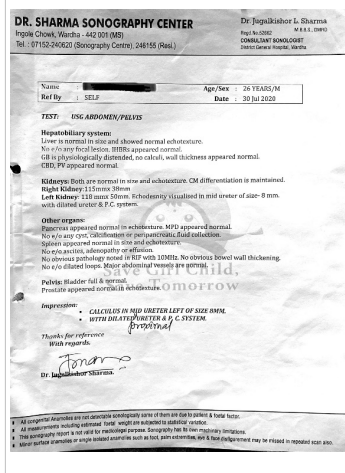 DR. SHARMA SONOGRAPHY CENTER
Ingole Chowk, Wardha - 442 001 (MS)
Tel. : 07152-240620 (Sonography Centre), 246155 (Resi.)
Dr. Jugalkishor L. Sharma
M.B.B.S., DMRD
Regd. No.52882
CONSULTANT SONOLOGIST
District General Hospital, Wardha
Name
Age/Sex : 26 YEARS/M
Ref By : SELF
Date : 30 Jul 2020
TEST: USG ABDOMEN/PELVIS
Hepatobiliary system:
Liver is normal in size and showed normal echotexture.
No e/o any focal lesion. IHBRs appeared normal.
GB is physiologically distended, no calculi, wall thickness appeared normal.
CBD, PV appeared normal.
Kidneys: Both are normal in size and echotexture. CM differentiation is maintained.
Right Kidney:115mmx 38mm
Left Kidney: 118 mmx 50mm. Echodensity visualised in mid ureter of size- 8 mm.
with dilated ureter & P.C. system.
Other organs:
Pancreas appeared normal in echotexture. MPD appeared normal.
No e/o any cyst, calcification or peripancreatic fluid collection.
Spleen appeared normal in size and echotexture.
No e/o ascites, adenopathy or effusion.
No obvious pathology noted in RIF with 10MHz. No obvious bowel wall thickening.
No e/o dilated loops. Major abdominal vessels are normal.
Save Girl Child,
Pelvis: Bladder full & normal.
Tomorrow
Prostate appeared normal in echotexture.
Impression:
• CALCULUS IN MID URETER LEFT OF SIZE 8MM.
• WITH DILATED URETER & P. C. SYSTEM.
proximal
Thanks for reference
With regards.
Dr. Jugalkishor Sharma.
All congenital Anomolies are not detectable sonologically some of them are due to patient & foetal factor.
All measurements including estimated foetal weight are subjected to statistical variation.
This sonography report is not valid for medicolegal purpose. Sonography has its own machinary limitations.
Minor surface anomolies or single isolated anomolies such as foot, palm extremities, eye & face disfigurement may be missed in repeated scan also.